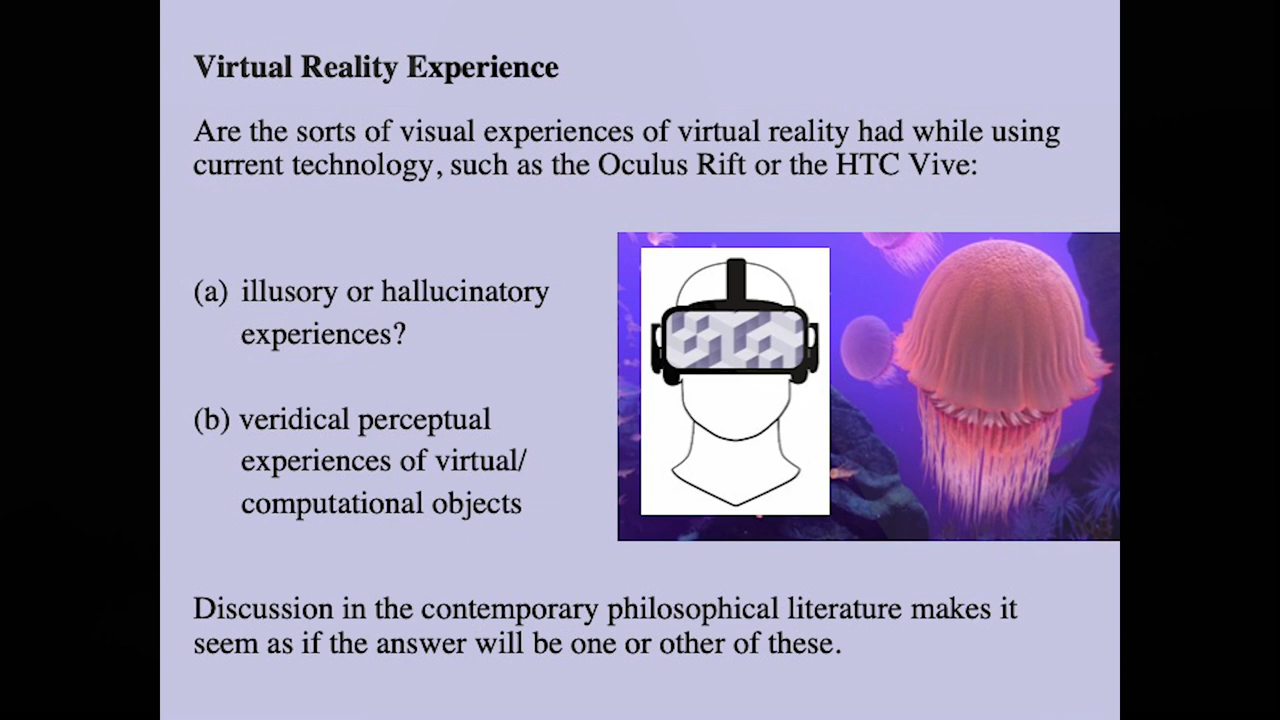 Virtual Reality Experience
Are the sorts of visual experiences of virtual reality had while using
current technology, such as the Oculus Rift or the HTC Vive:
(a) illusory or hallucinatory
experiences?
(b) veridical perceptual
experiences of virtual/
computational objects
Discussion in the contemporary philosophical literature makes it
seem as if the answer will be one or other of these.